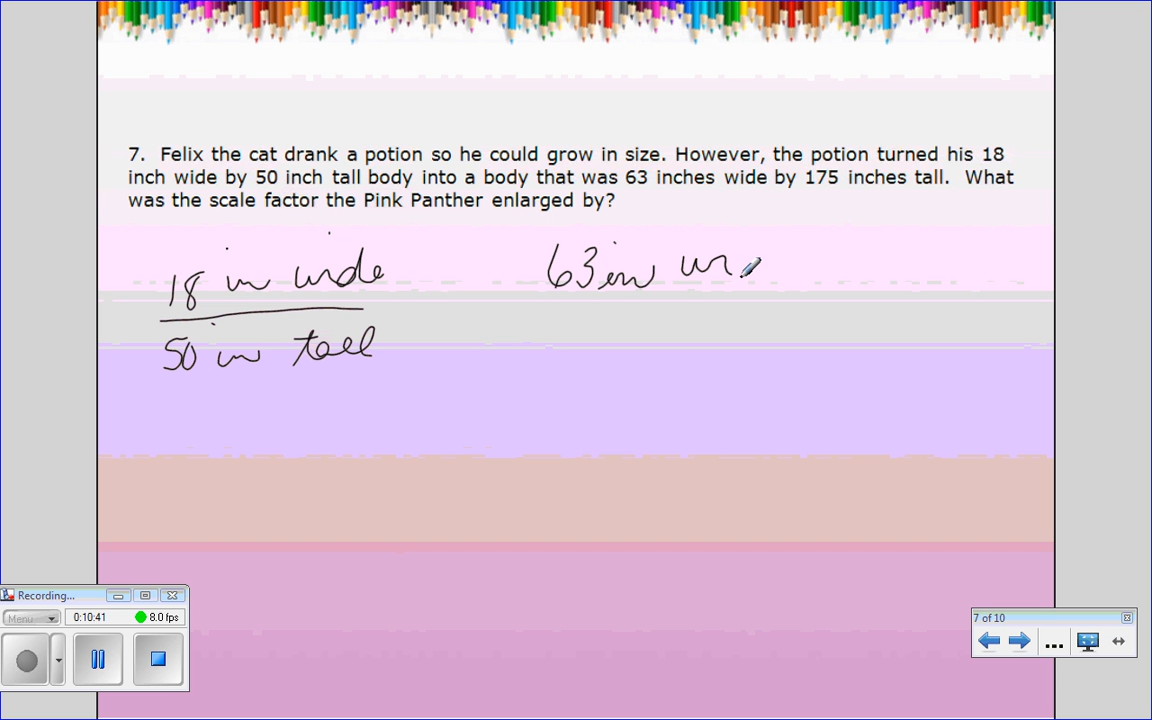 7. Felix the cat drank a potion so he could grow in size. However, the potion turned his 18
inch wide by 50 inch tall body into a body that was 63 inches wide by 175 inches tall. What
was the scale factor the Pink Panther enlarged by?
18 in wide
63 in wi
50 in tall
Recording...
Menu
0:10:41
8.0 fps
7 of 10
...